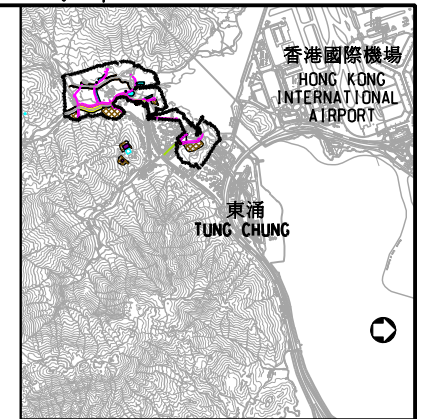 香港國際機場
HONG KONG
INTERNATIONAL
AIRPORT
東涌
TUNG CHUNG